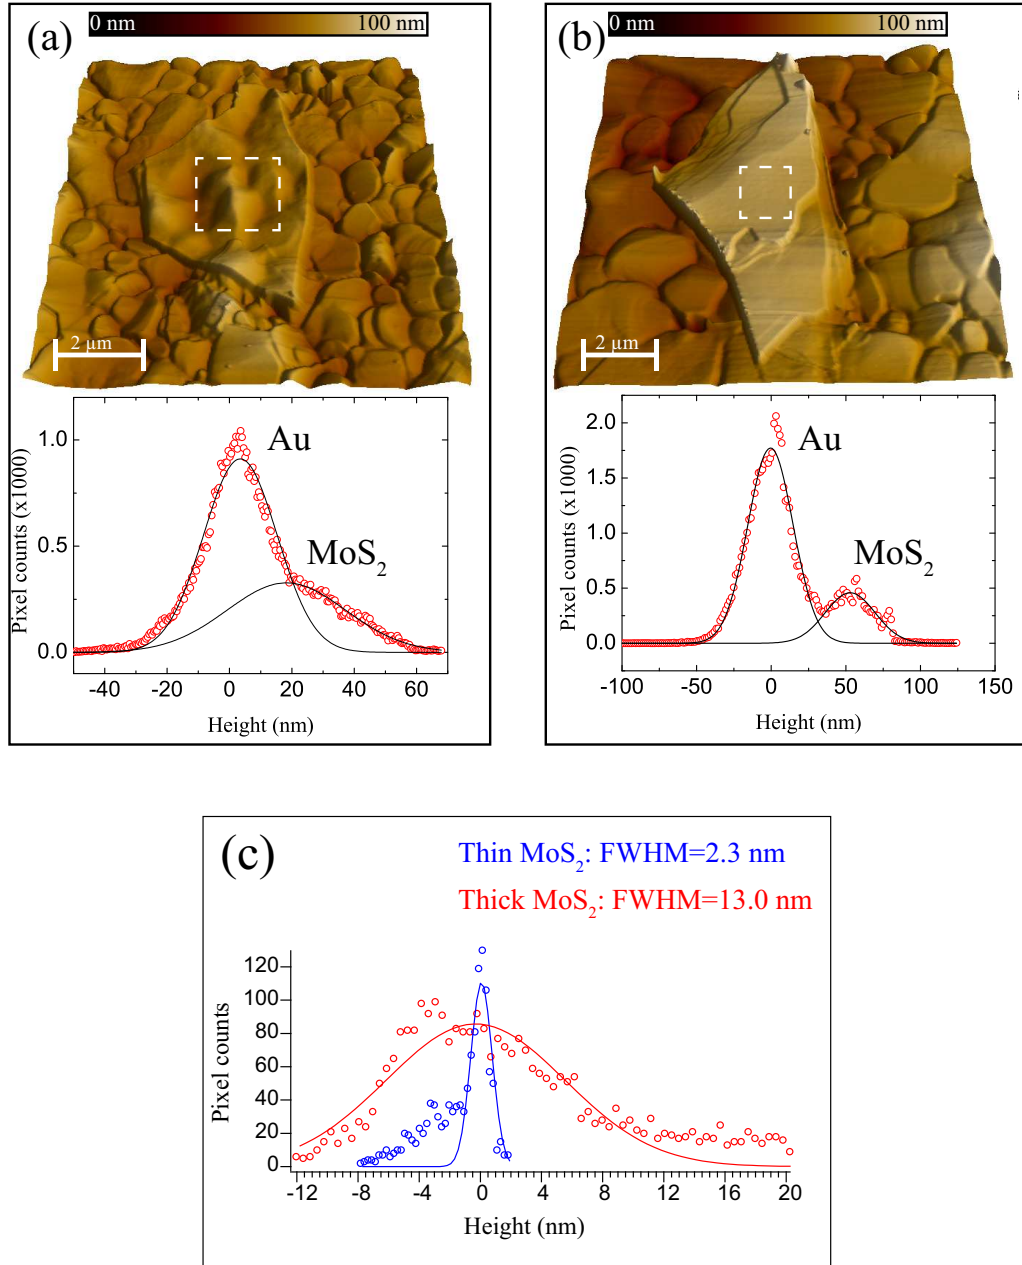 (a)
0 nm 100 nm
2 µm
Pixel counts (x1000)
1.0
0.5
0.0
Au
MoS2
-40 -20 0 20 40 60
Height (nm)
(b)
0 nm 100 nm
2 µm
Pixel counts (x1000)
2.0
1.5
1.0
0.5
0.0
Au
MoS2
-100 -50 0 50 100 150
Height (nm)
(c)
Thin MoS2: FWHM=2.3 nm
Thick MoS2: FWHM=13.0 nm
Pixel counts
120
100
80
60
40
20
0
-12 -8 -4 0 4 8 12 16 20
Height (nm)